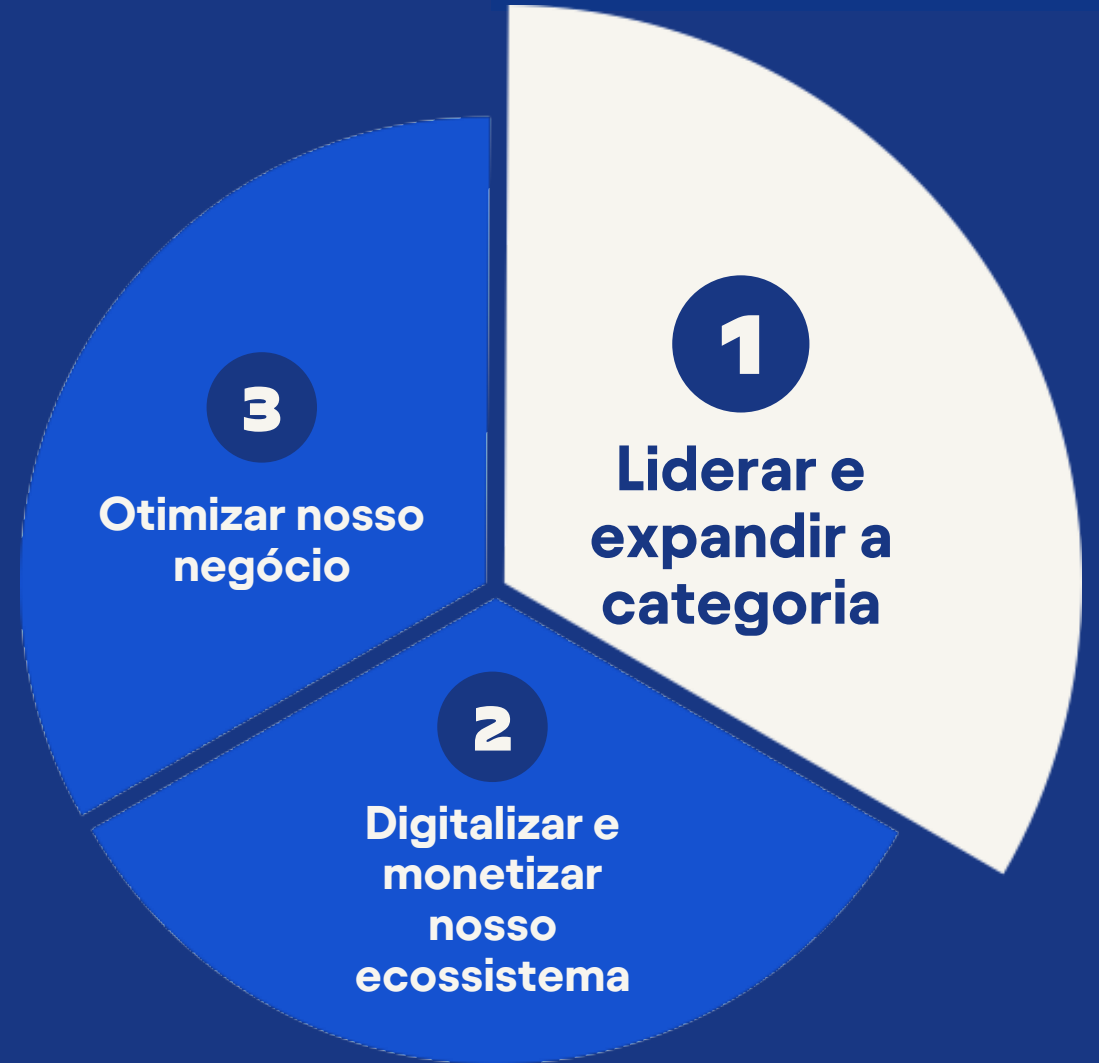 1
Liderar e
expandir a
categoria
2
Digitalizar e
monetizar
nosso
ecossistema
3
Otimizar nosso
negócio